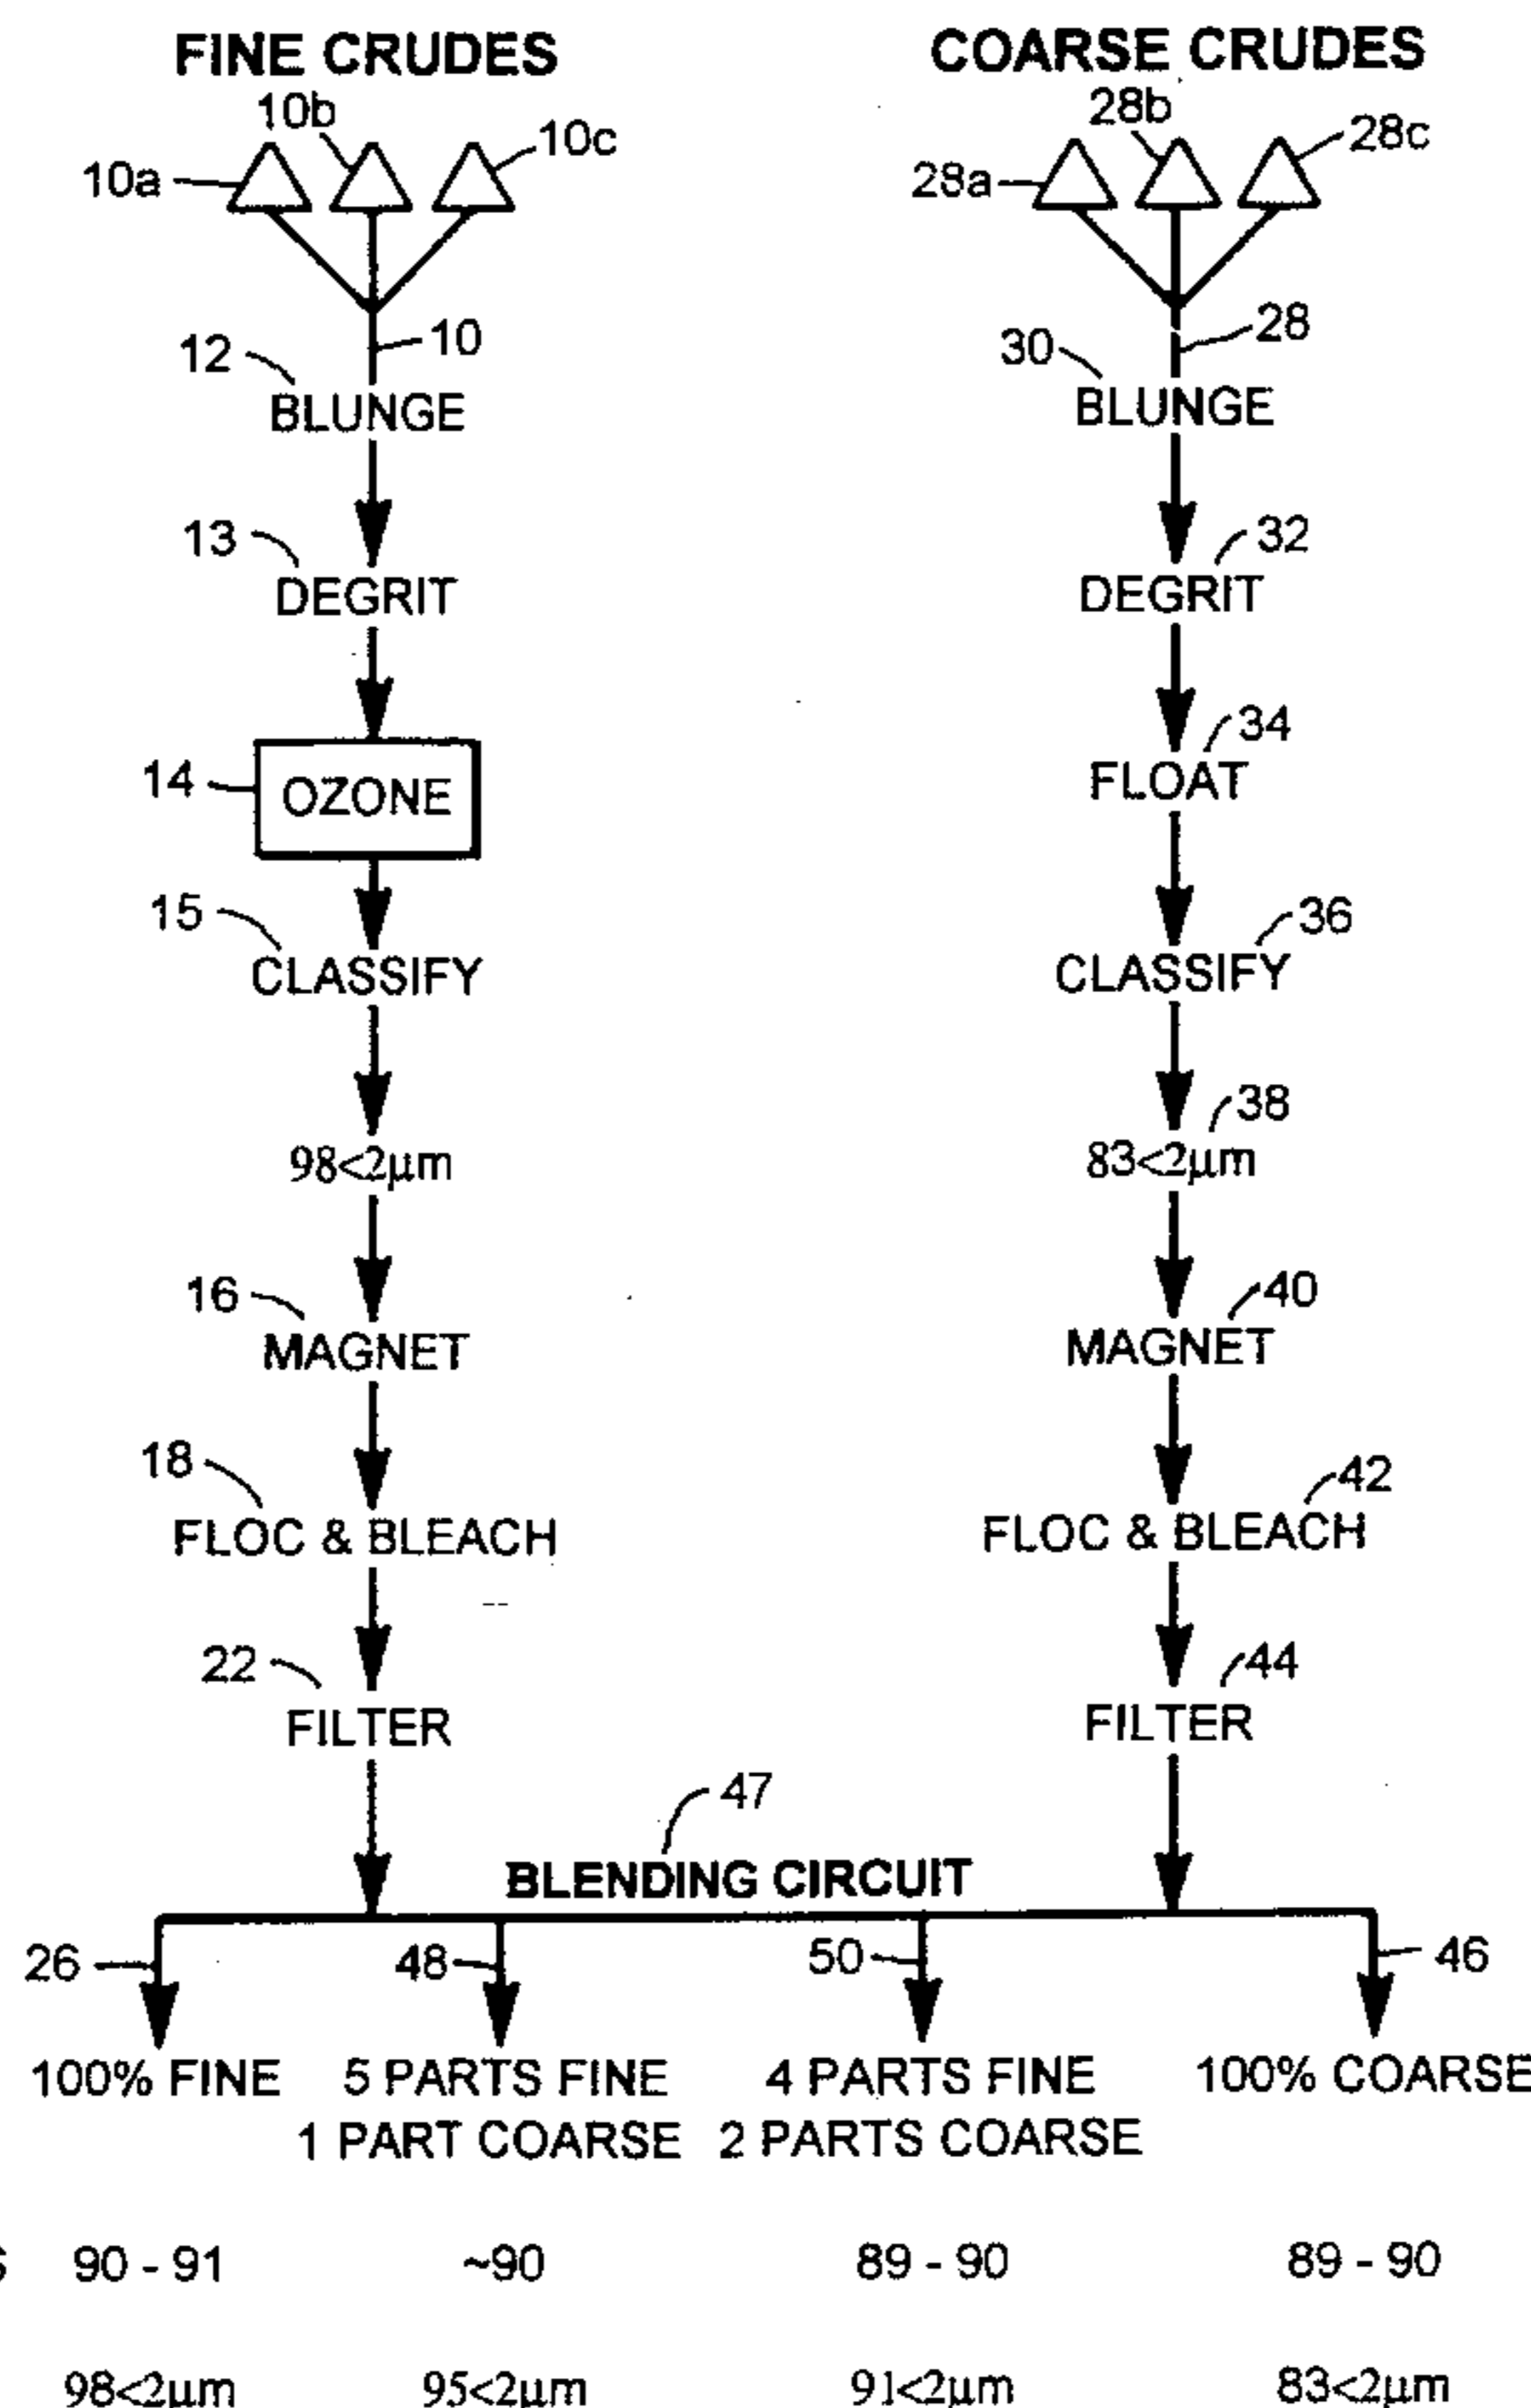 FINE CRUDES
COARSE CRUDES
10b
28b
10c
28c
10a
28a
10
28
12
30
BLUNGE
BLUNGE
13
32
DEGRIT
DEGRIT
14
34
OZONE
FLOAT
15
36
CLASSIFY
CLASSIFY
38
98<2µm
83<2µm
16
40
MAGNET
MAGNET
18
42
FLOC & BLEACH
FLOC & BLEACH
22
44
FILTER
FILTER
47
BLENDING CIRCUIT
26
48
50
46
100% FINE
5 PARTS FINE
4 PARTS FINE
100% COARSE
1 PART COARSE
2 PARTS COARSE
S 90 - 91
~90
89 - 90
89 - 90
98<2µm
95<2µm
91<2µm
83<2µm